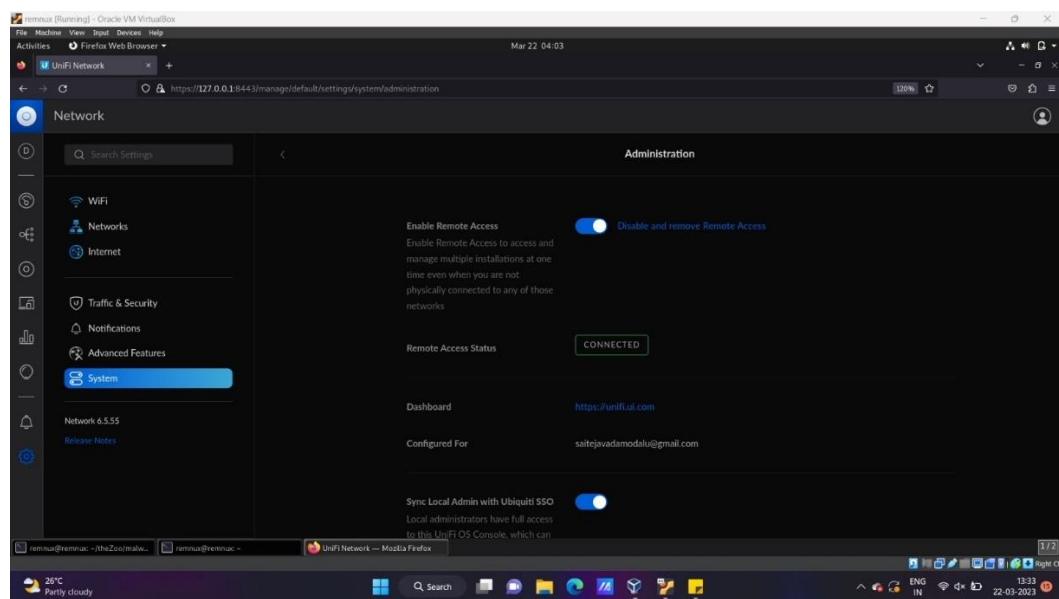 remnux [Running] - Oracle VM VirtualBox
File Machine View Input Devices Help
Activities Firefox Web Browser Mar 22 04:03
UniFi Network
https://127.0.0.1:8443/manage/default/settings/system/administration 120%
Network
Search Settings
Administration
WiFi
Networks
Internet
Traffic & Security
Notifications
Advanced Features
System
Network 6.5.55
Release Notes
Enable Remote Access Disable and remove Remote Access
Enable Remote Access to access and
manage multiple installations at one
time even when you are not
physically connected to any of those
networks
Remote Access Status CONNECTED
Dashboard https://unifi.ui.com
Configured For saitejavadamodalu@gmail.com
Sync Local Admin with Ubiquiti SSO
Local administrators have full access
to this UniFi OS Console, which can
remnux@remnux: ~/theZoo/malw... remnux@remnux: ~ UniFi Network — Mozilla Firefox 1/2
Right C
26°C
Partly cloudy
Search
ENG
IN
13:33
22-03-2023